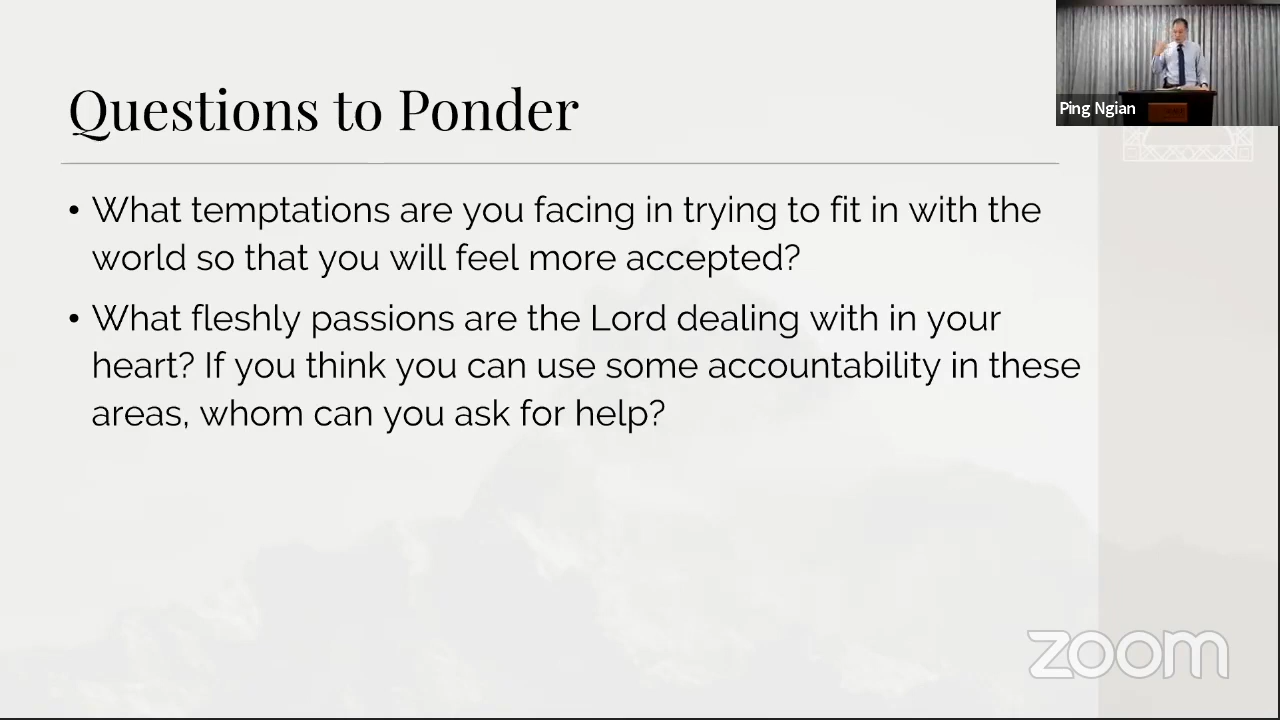 Questions to Ponder
Ping Ngian
• What temptations are you facing in trying to fit in with the
world so that you will feel more accepted?
• What fleshly passions are the Lord dealing with in your
heart? If you think you can use some accountability in these
areas, whom can you ask for help?
zoom